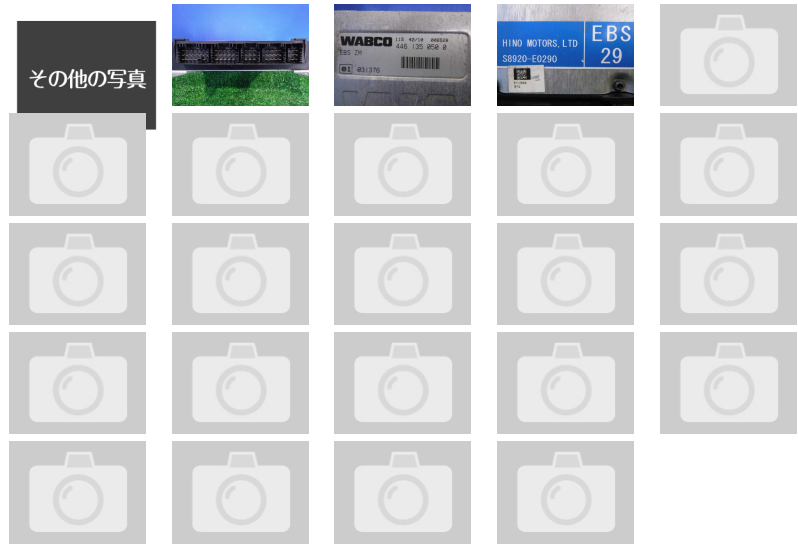 その他の写真
WABCO
446 135 050 0
EBS ZM
031376
HINO MOTORS, LTD
S8920-E0290
EBS
29